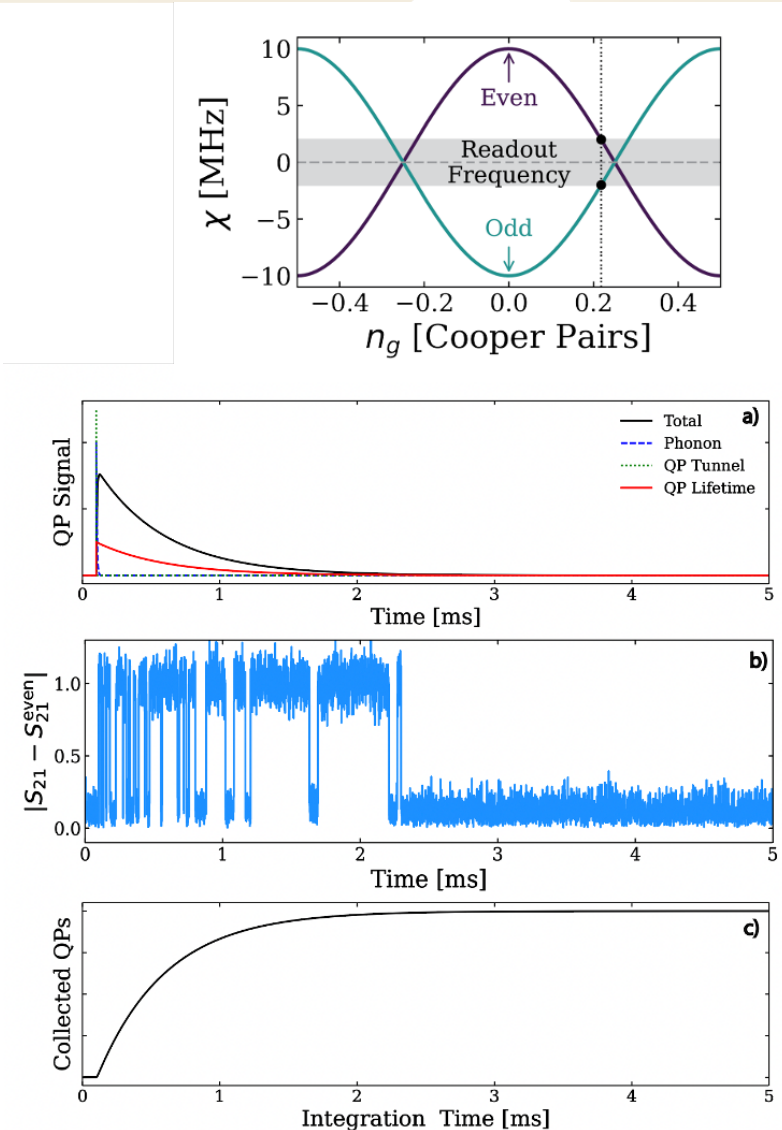 10
5
0
−5
−10
χ [MHz]
Even
Readout
Frequency
Odd
−0.4 −0.2 0.0 0.2 0.4
n_g [Cooper Pairs]
a)
Total
Phonon
QP Tunnel
QP Lifetime
QP Signal
0 1 2 3 4 5
Time [ms]
b)
1.0
0.5
0.0
|S₂₁ − S₂₁^even|
0 1 2 3 4 5
Time [ms]
c)
Collected QPs
0 1 2 3 4 5
Integration Time [ms]